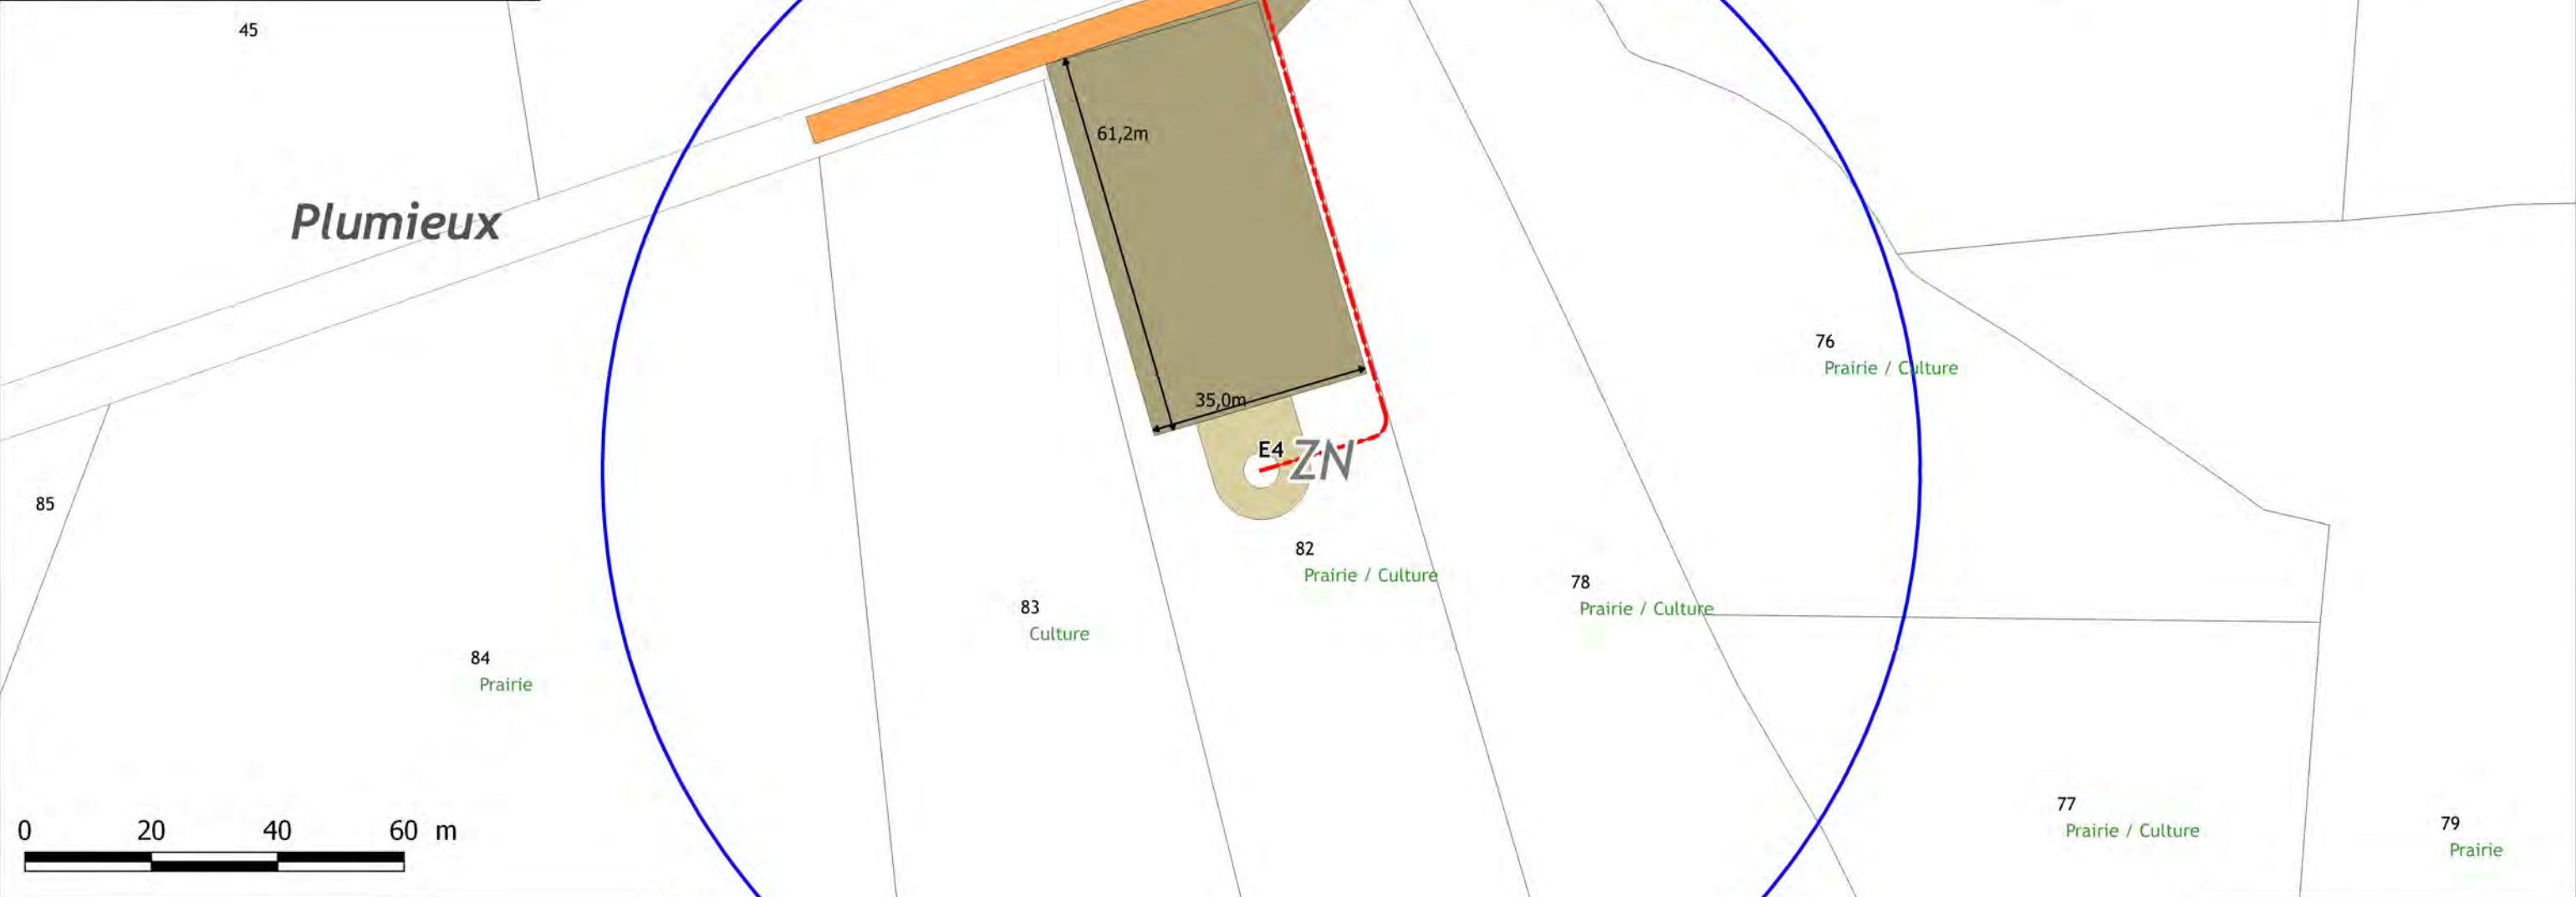 45
61,2m
Plumieux
76
Prairie / Culture
35,0m
E4
ZN
85
82
Prairie / Culture
78
Prairie / Culture
83
Culture
84
Prairie
77
Prairie / Culture
79
Prairie
0 20 40 60 m